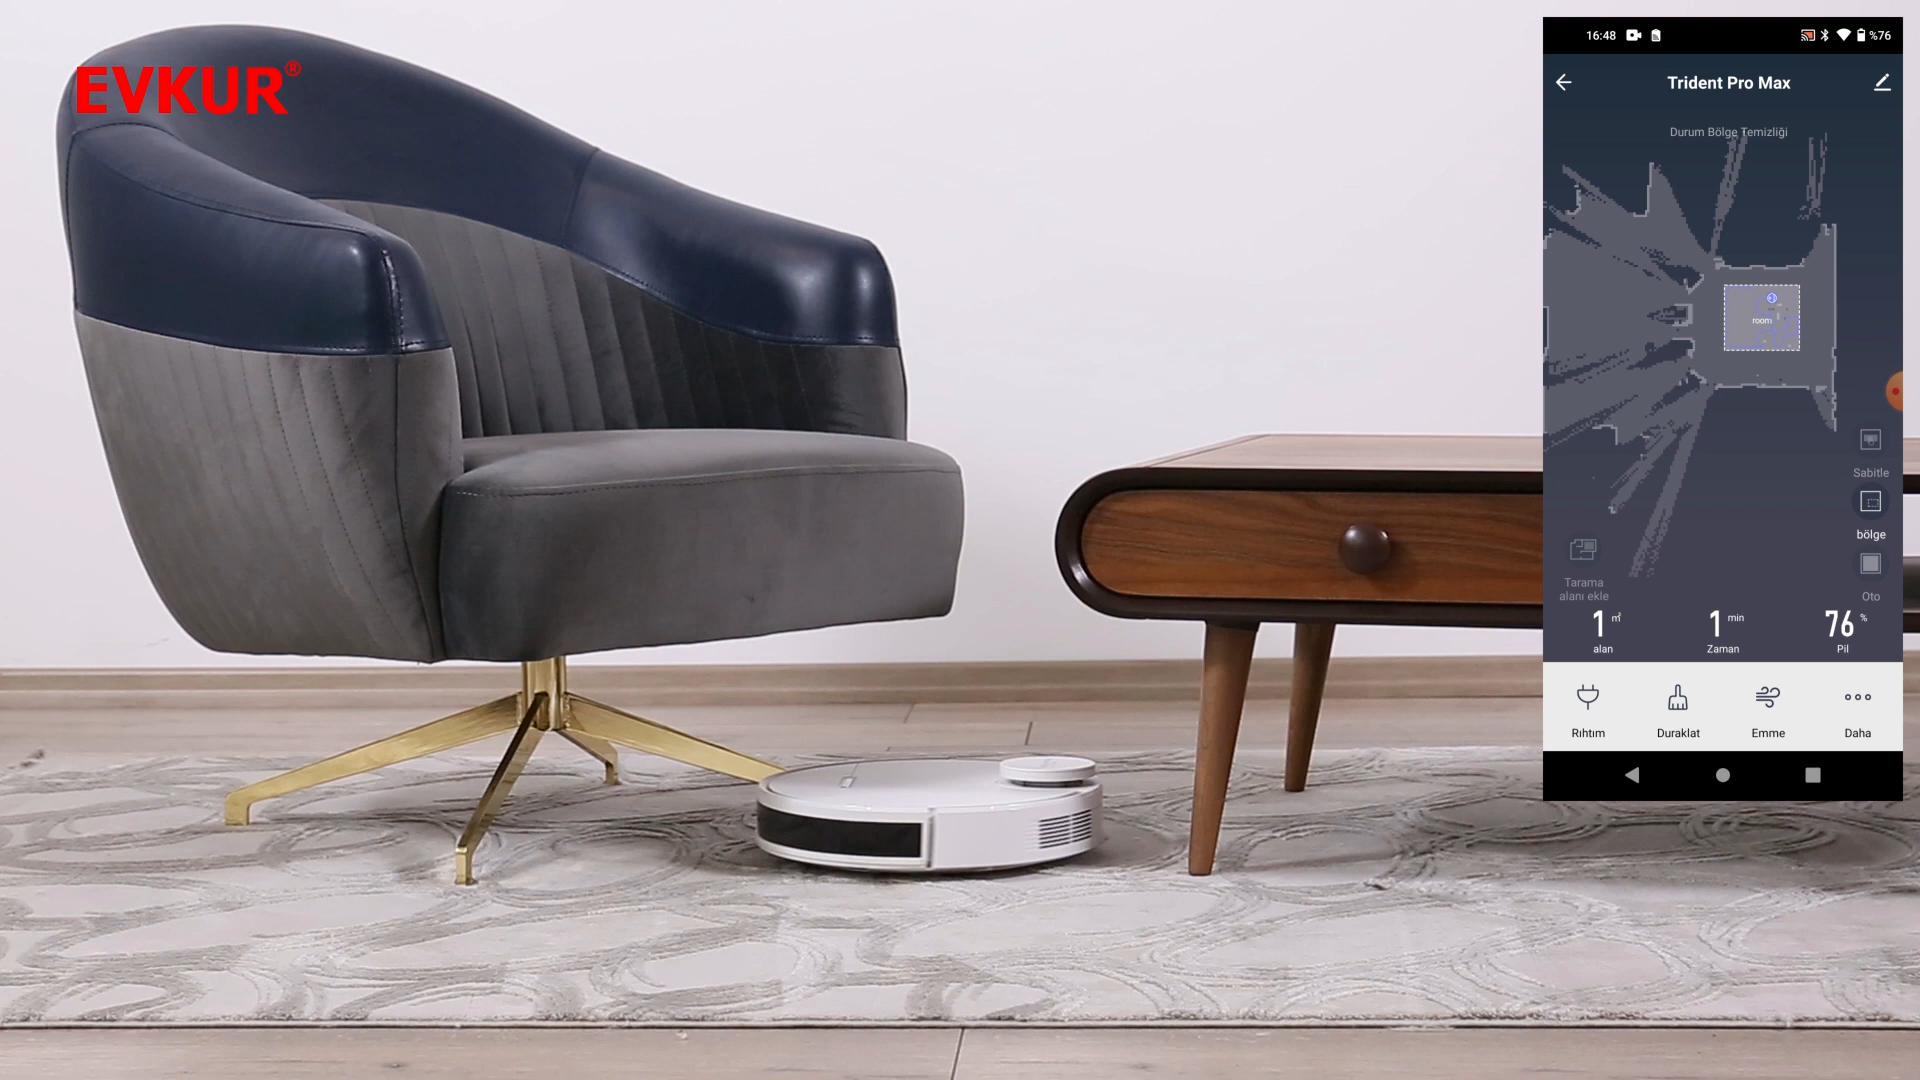 EVKUR®
16:48
%76
Trident Pro Max
Durum Bölge Temizliği
room
Sabitle
bölge
Tarama
alanı ekle
Oto
1 m²
1 min
76 %
alan
Zaman
Pil
Rıhtım
Duraklat
Emme
Daha